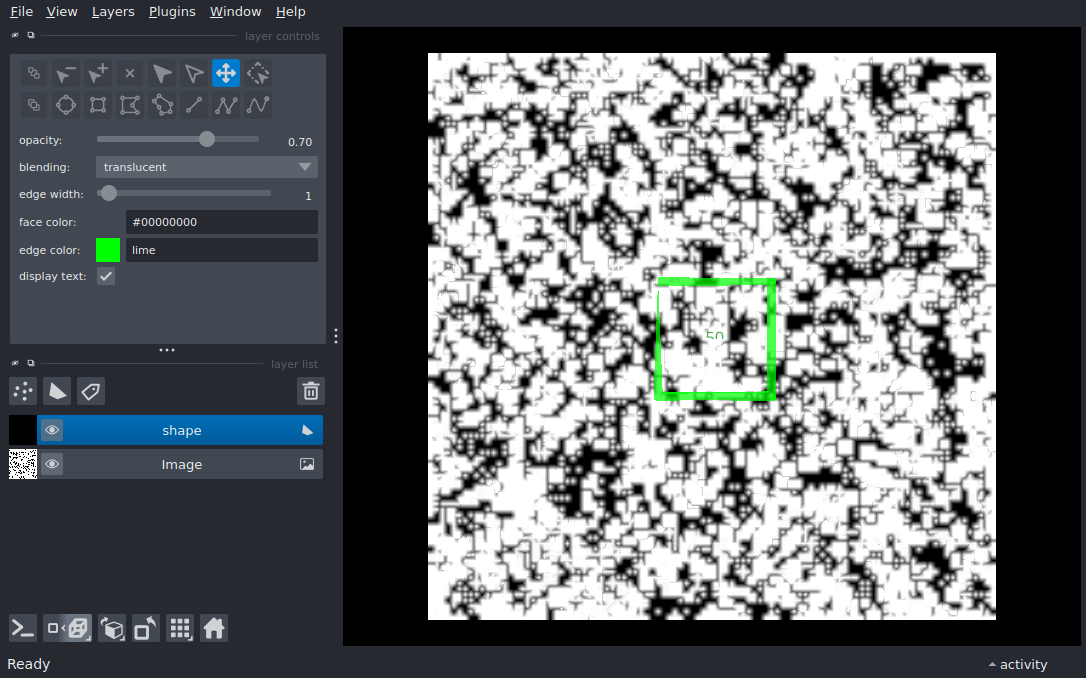 File View Layers Plugins Window Help
layer controls
opacity: 0.70
blending: translucent
edge width: 1
face color: #00000000
edge color: lime
display text:
50
layer list
shape
Image
Ready
activity